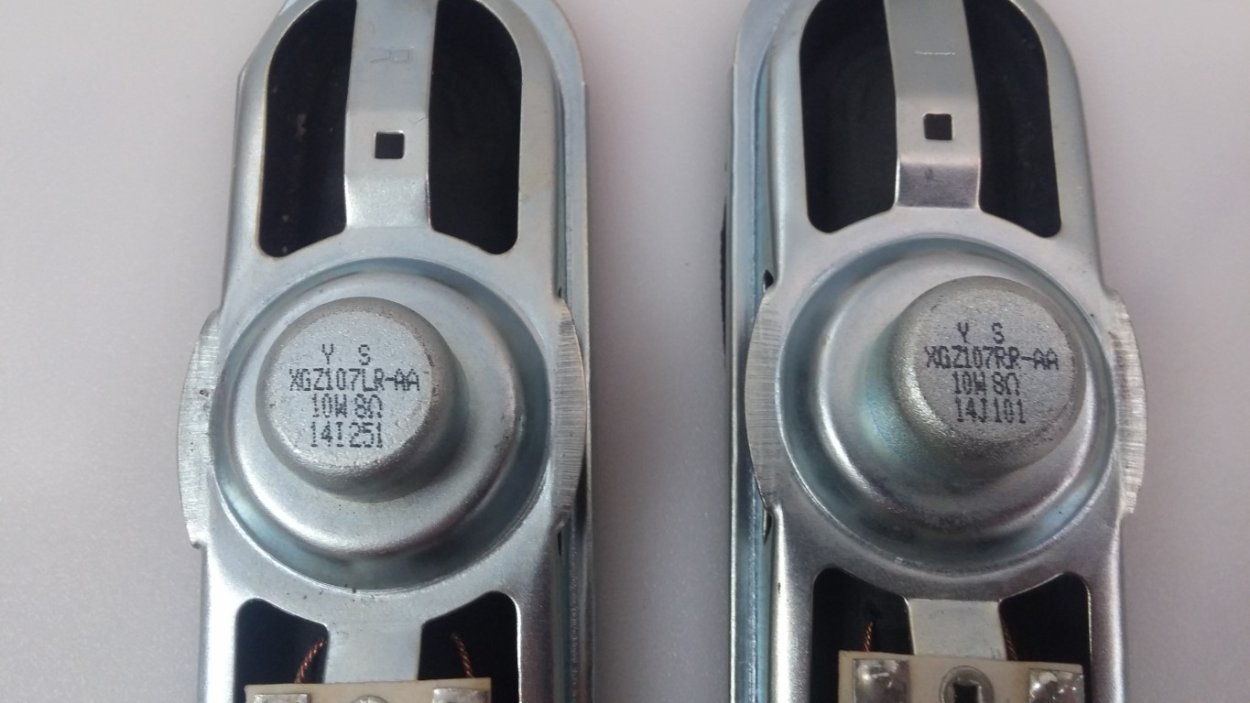 R
Y S
XGZ107LR-AA
10W 8Ω
14I251
Y S
XGZ107RR-AA
10W 8Ω
14J101